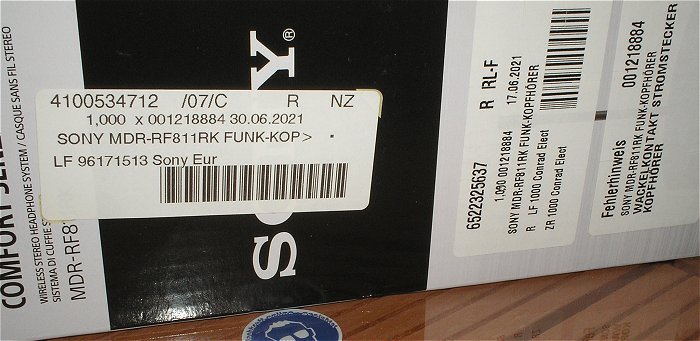 COMFORT
WIRELESS STEREO HEADPHONE SYSTEM / CASQUE SANS FIL STEREO
SISTEMA DI CUFFIE
MDR-RF8
SONY®
4100534712 /07/C R NZ
1,000 x 001218884 30.06.2021
SONY MDR-RF811RK FUNK-KOP>
LF 96171513 Sony Eur
6522325637 R RL-F
1.000 001218884 17.06.2021
SONY MDR-RF811RK FUNK-KOPFHÖRER
R LF 1000 Conrad Elect
ZR 1000 Conrad Elect
Fehlerhinweis 001218884
SONY MDR-RF811RK FUNK-KOPFHÖRER
WACKELKONTAKT STROMSTECKER
KOPFHÖRER